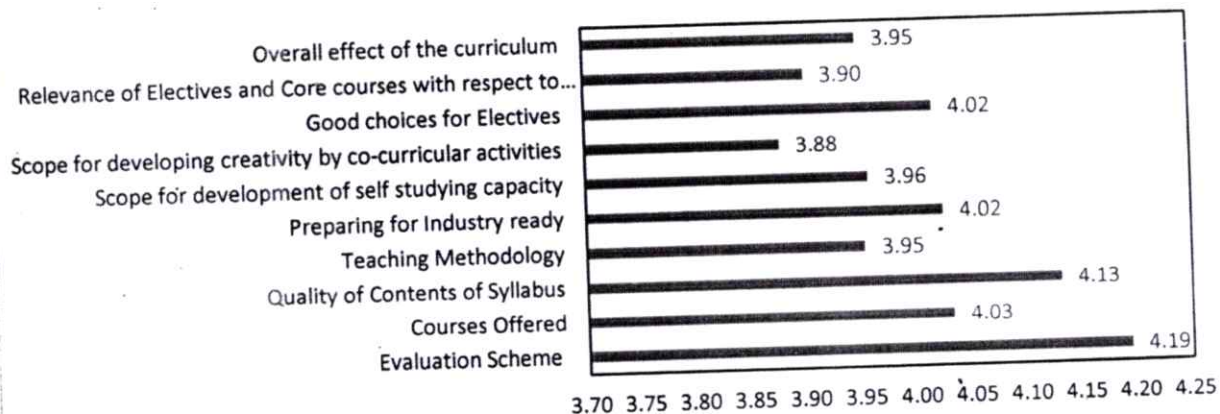 Overall effect of the curriculum 3.95
Relevance of Electives and Core courses with respect to... 3.90
Good choices for Electives 4.02
Scope for developing creativity by co-curricular activities 3.88
Scope for development of self studying capacity 3.96
Preparing for Industry ready 4.02
Teaching Methodology 3.95
Quality of Contents of Syllabus 4.13
Courses Offered 4.03
Evaluation Scheme 4.19
3.70 3.75 3.80 3.85 3.90 3.95 4.00 4.05 4.10 4.15 4.20 4.25